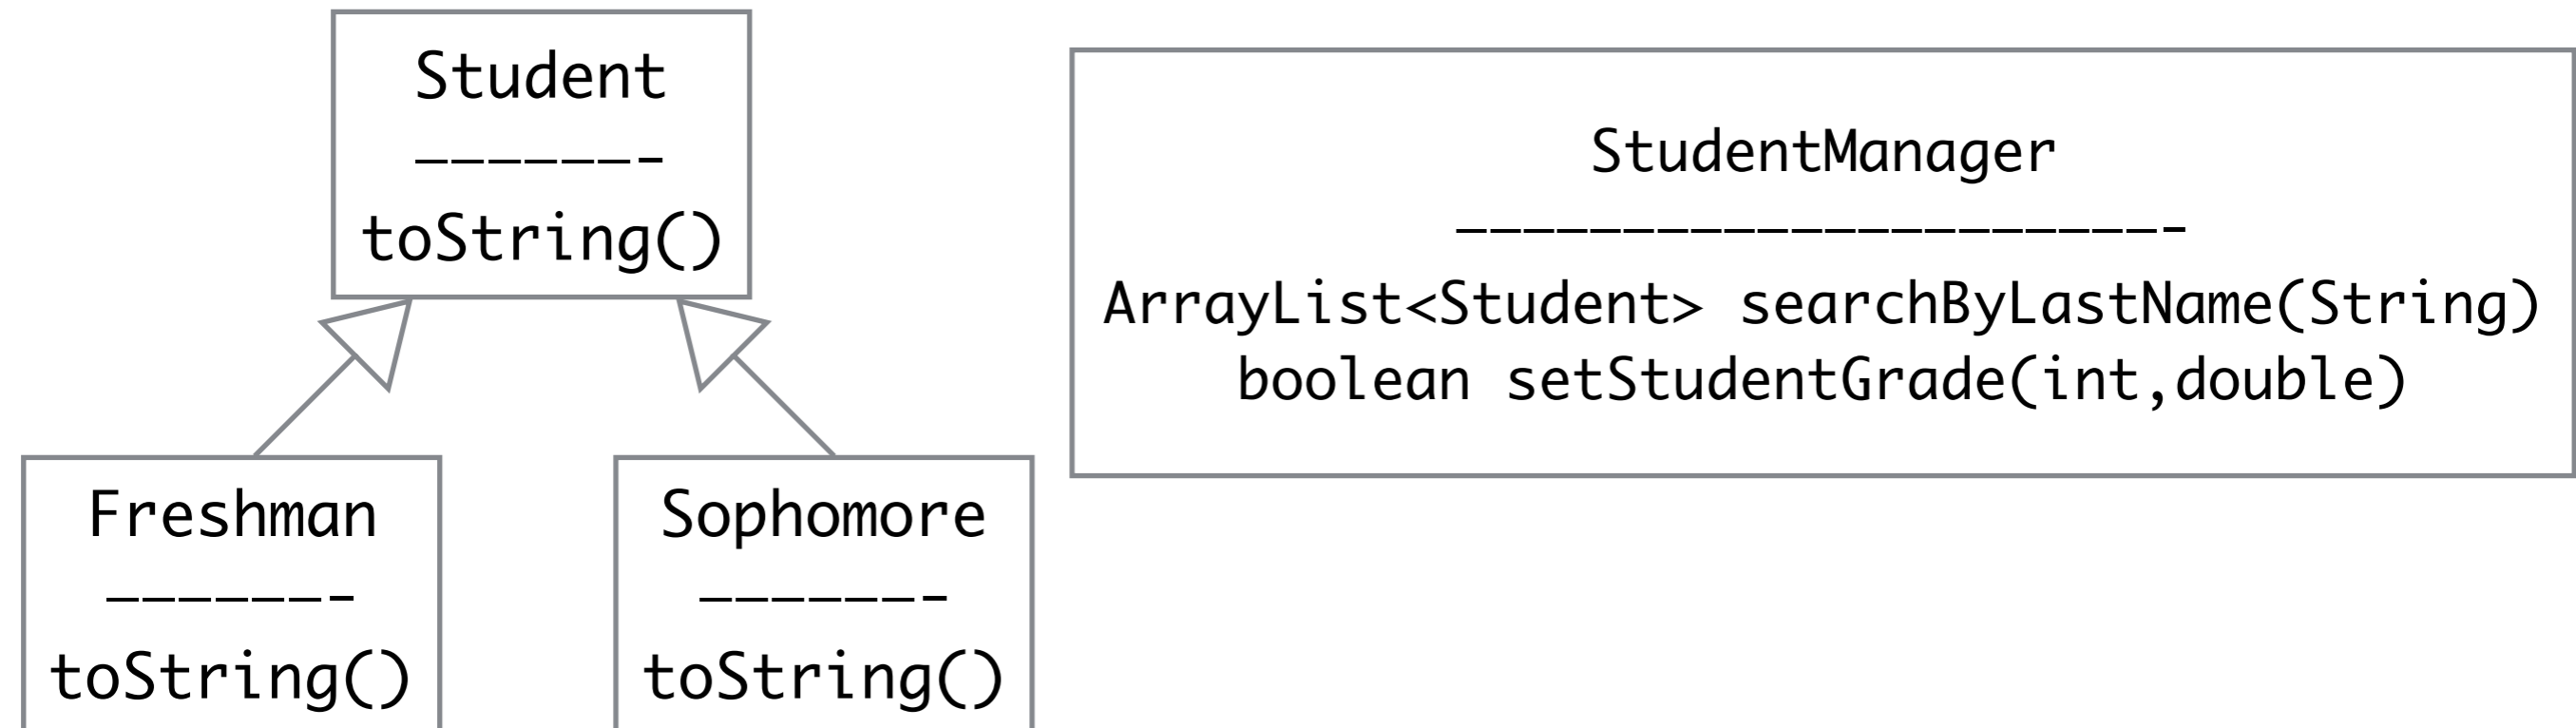 Student
––––––-
toString()
StudentManager
–––––––––––––––––––––-
ArrayList<Student> searchByLastName(String)
boolean setStudentGrade(int,double)
Freshman
––––––-
toString()
Sophomore
––––––-
toString()